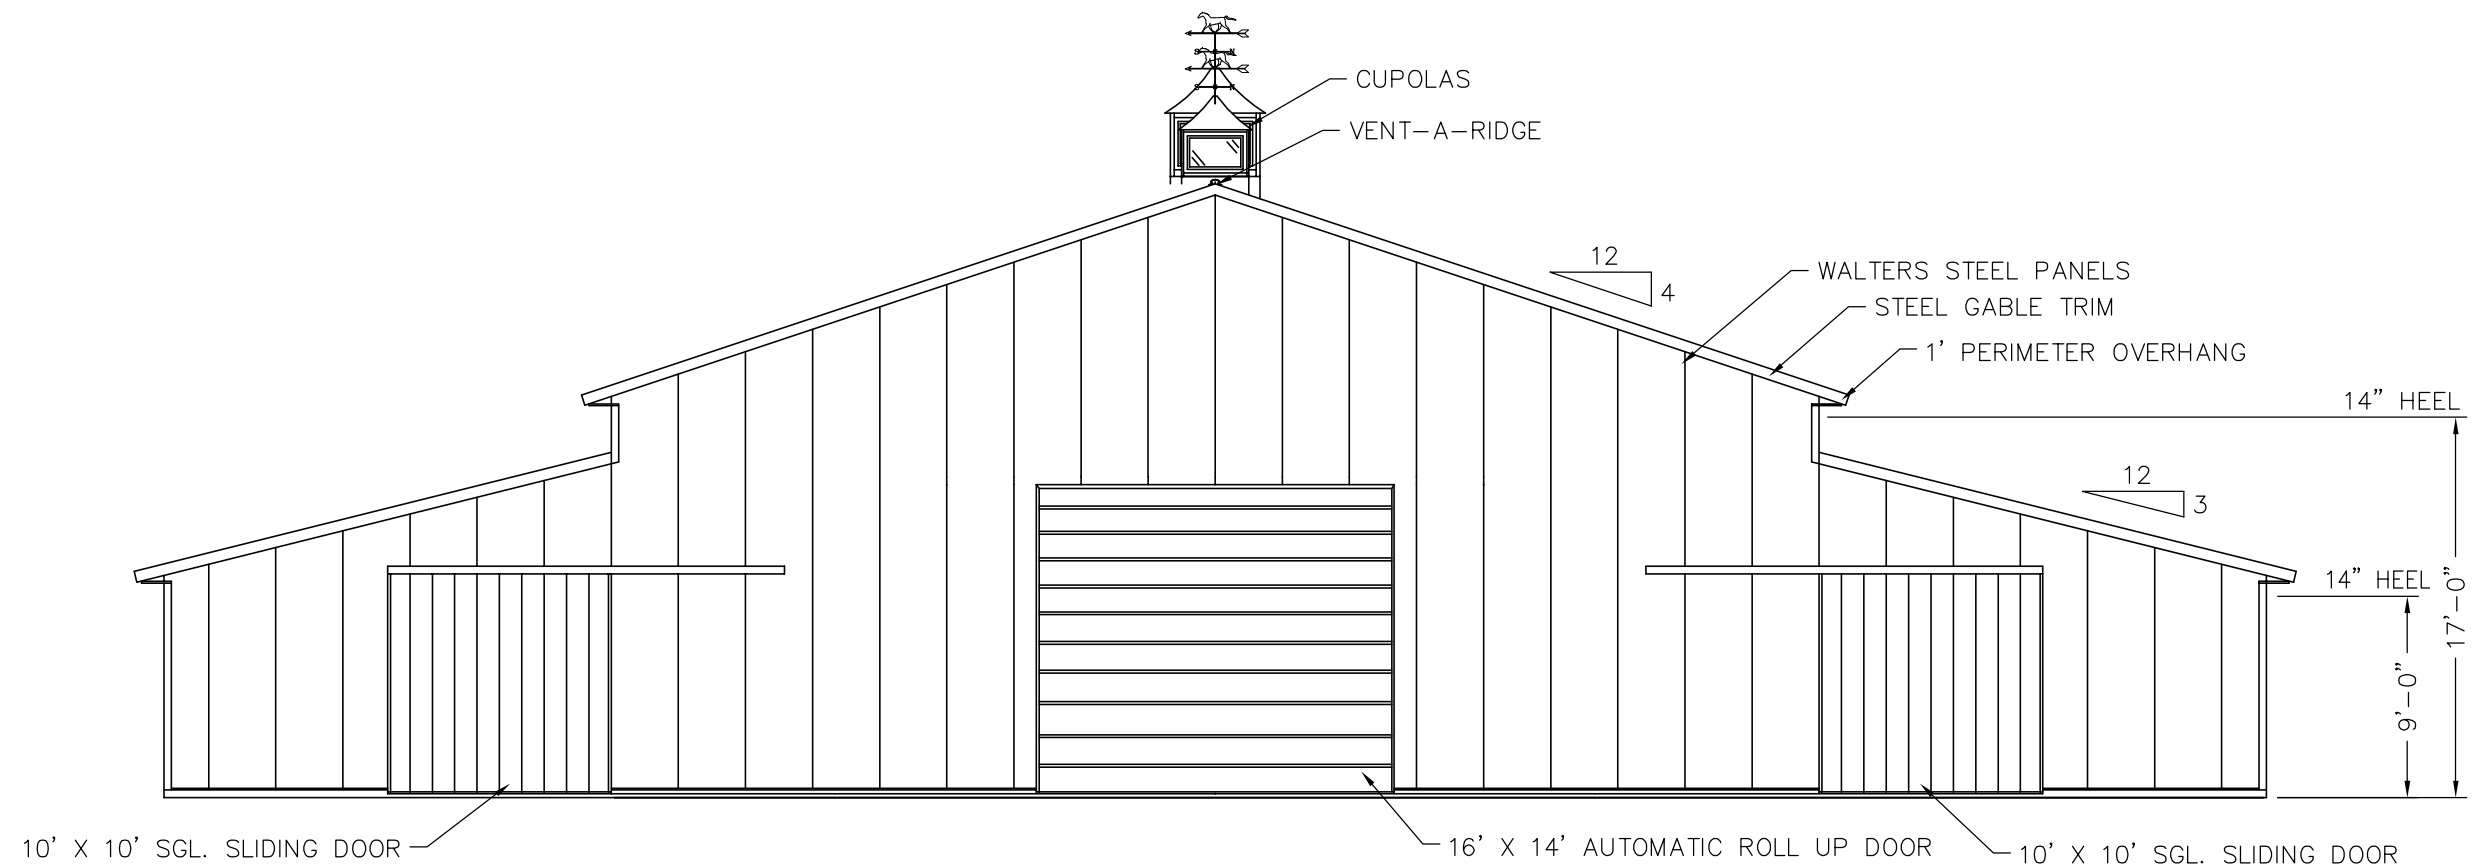 CUPOLAS
VENT-A-RIDGE
12
4
WALTERS STEEL PANELS
STEEL GABLE TRIM
1' PERIMETER OVERHANG
14" HEEL
12
3
14" HEEL
17'-0"
9'-0"
10' X 10' SGL. SLIDING DOOR
16' X 14' AUTOMATIC ROLL UP DOOR
10' X 10' SGL. SLIDING DOOR